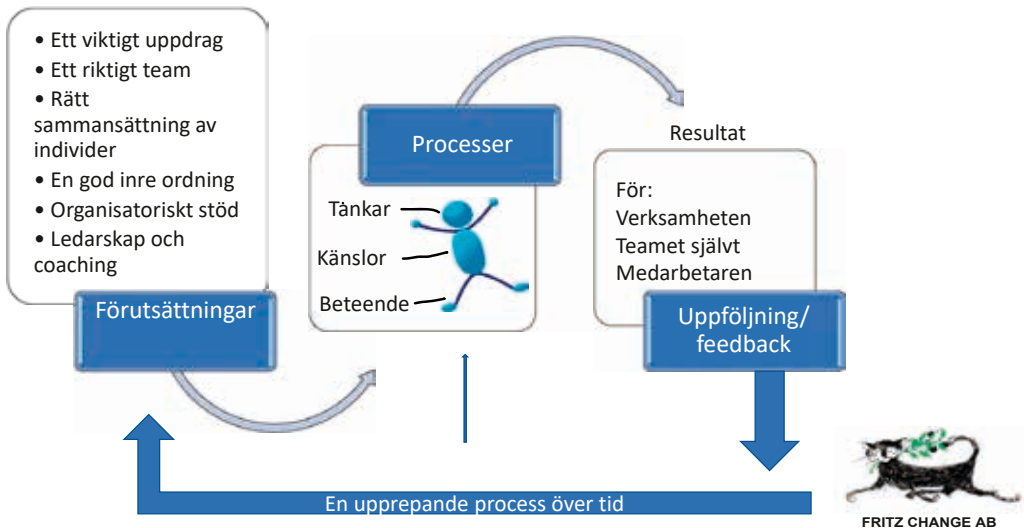 • Ett viktigt uppdrag
• Ett riktigt team
• Rätt
sammansättning av
individer
• En god inre ordning
• Organisatoriskt stöd
• Ledarskap och
coaching
Förutsättningar
Processer
Tankar
Känslor
Beteende
Resultat
För:
Verksamheten
Teamet självt
Medarbetaren
Uppföljning/
feedback
En upprepande process över tid
FRITZ CHANGE AB